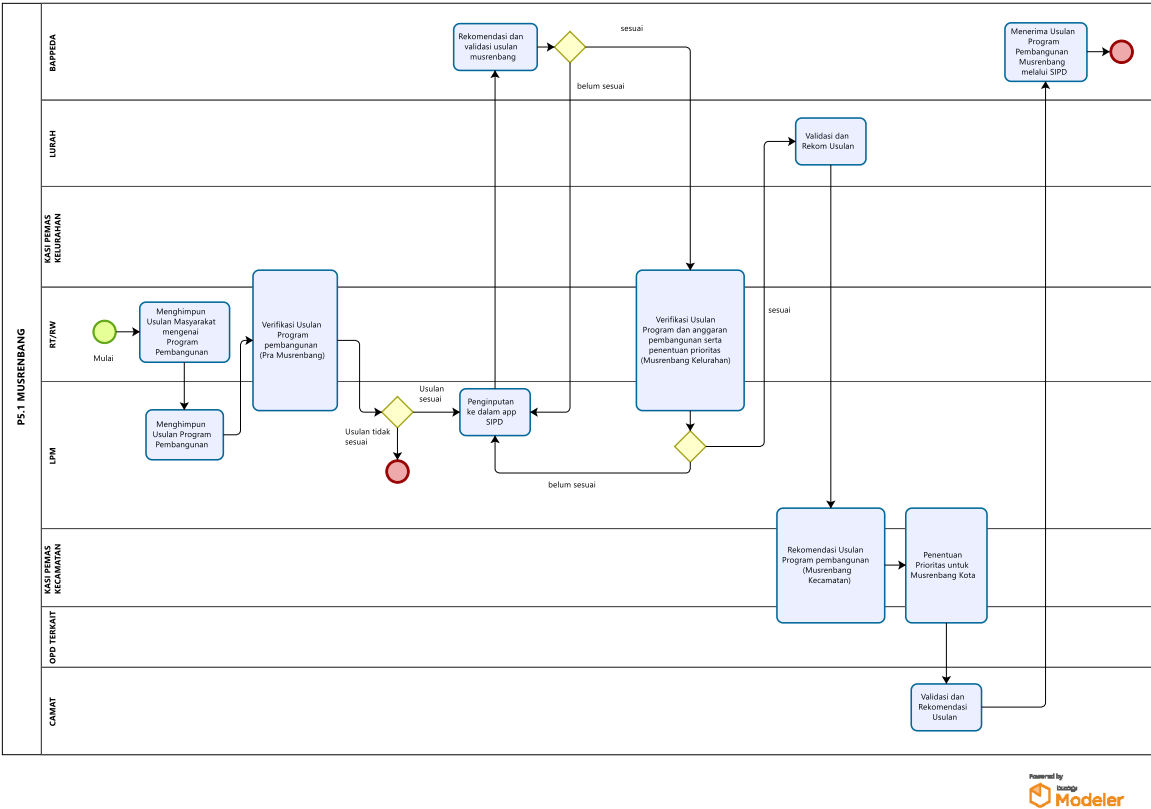 P5.1 MUSRENBANG
BAPPEDA
Rekomendasi dan
validasi usulan
musrenbang
sesuai
belum sesuai
Menerima Usulan
Program
Pembangunan
Musrenbang
melalui SIPD
LURAH
Validasi dan
Rekom Usulan
KASI PEMAS
KELURAHAN
RT/RW
Mulai
Menghimpun
Usulan Masyarakat
mengenai
Program
Pembangunan
Verifikasi Usulan
Program
pembangunan
(Pra Musrenbang)
Verifikasi Usulan
Program dan anggaran
pembangunan serta
penentuan prioritas
(Musrenbang Kelurahan)
sesuai
LPM
Menghimpun
Usulan Program
Pembangunan
Usulan
sesuai
Usulan tidak
sesuai
Penginputan
ke dalam app
SIPD
belum sesuai
KASI PEMAS
KECAMATAN
Rekomendasi Usulan
Program pembangunan
(Musrenbang
Kecamatan)
Penentuan
Prioritas untuk
Musrenbang Kota
OPD TERKAIT
CAMAT
Validasi dan
Rekomendasi
Usulan
Powered by
bizagi
Modeler